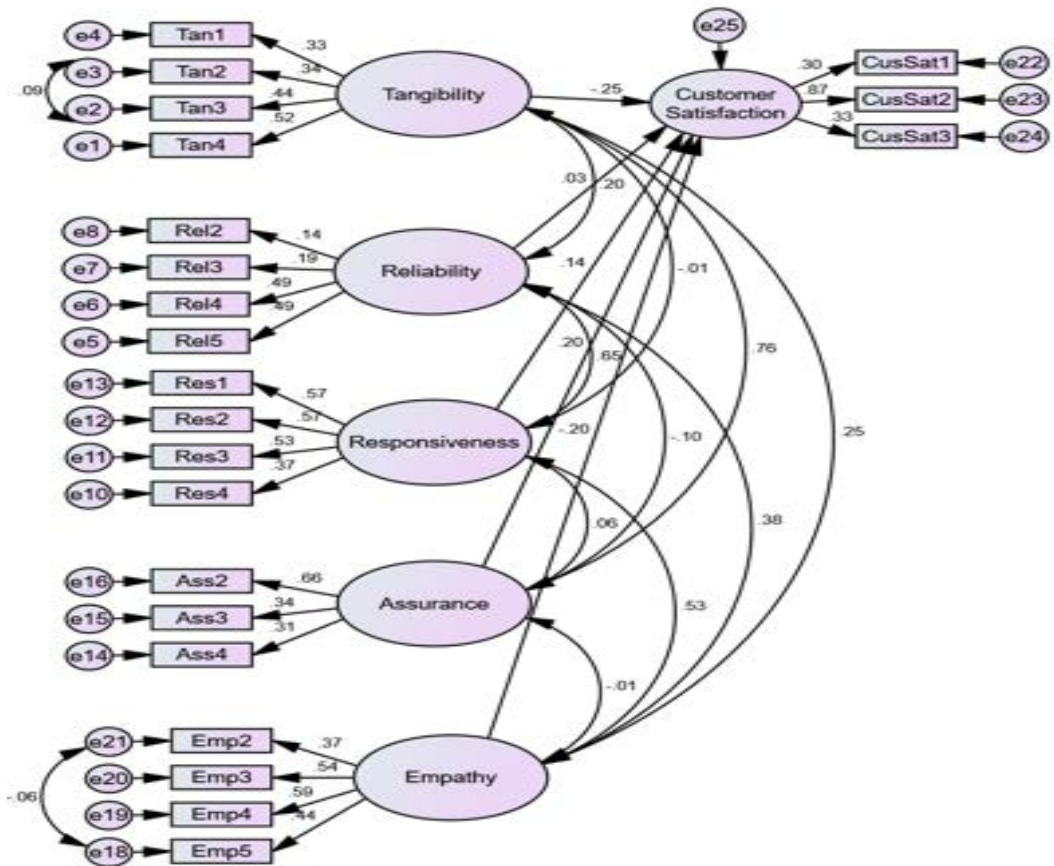 e25
e4 Tan1 .33
e3 Tan2 .34
.09
e2 Tan3 .44
e1 Tan4 .52
Tangibility
-.25
Customer
Satisfaction
.30 CusSat1 e22
.87 CusSat2 e23
.33 CusSat3 e24
.03 .20
e8 Rel2 .14
e7 Rel3 .19
e6 Rel4 .49
e5 Rel5 .49
Reliability
.14 -.01
.20 .65 .76
e13 Res1 .57
e12 Res2 .57
e11 Res3 .53
e10 Res4 .37
Responsiveness
-.20 -.10 .25
.06 .38
e16 Ass2 .66
e15 Ass3 .34
e14 Ass4 .31
Assurance
.53
-.01
e21 Emp2 .37
e20 Emp3 .54
-.06
e19 Emp4 .59
e18 Emp5 .44
Empathy